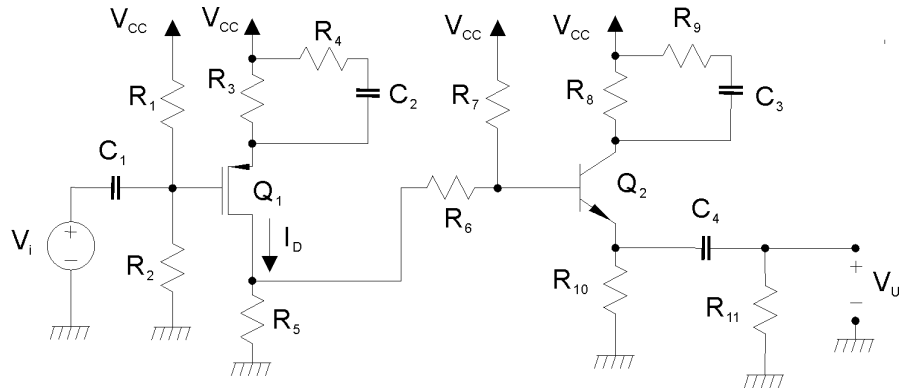 V_CC V_CC V_CC V_CC
R_4 R_9
R_1 R_3 C_2 R_7 R_8 C_3
C_1 Q_1 Q_2
V_i + − R_2 I_D R_6 C_4
R_5 R_10 R_11 + − V_U